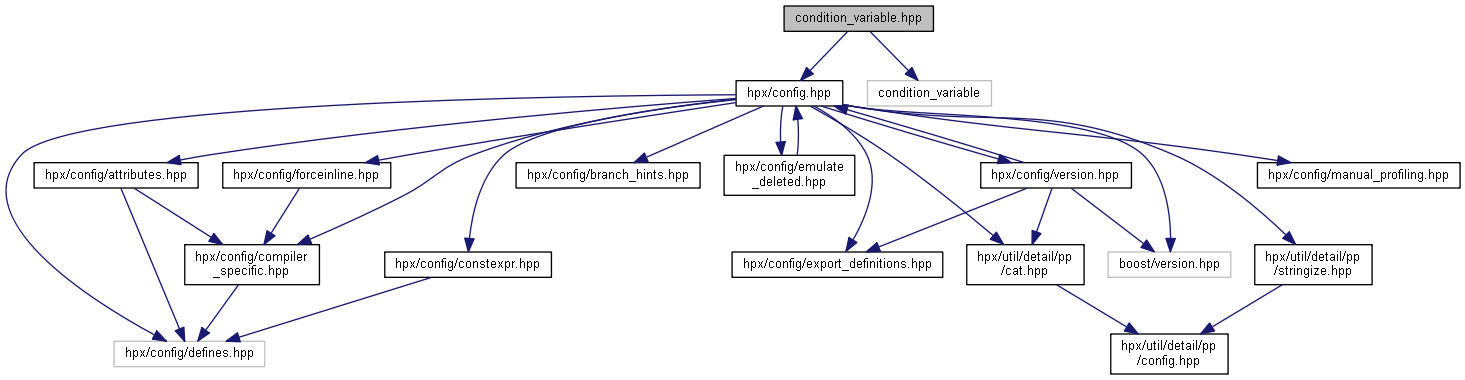 condition_variable.hpp
hpx/config.hpp
condition_variable
hpx/config/attributes.hpp
hpx/config/forceinline.hpp
hpx/config/branch_hints.hpp
hpx/config/emulate
_deleted.hpp
hpx/config/version.hpp
hpx/config/manual_profiling.hpp
hpx/config/compiler
_specific.hpp
hpx/config/constexpr.hpp
hpx/config/export_definitions.hpp
hpx/util/detail/pp
/cat.hpp
boost/version.hpp
hpx/util/detail/pp
/stringize.hpp
hpx/config/defines.hpp
hpx/util/detail/pp
/config.hpp